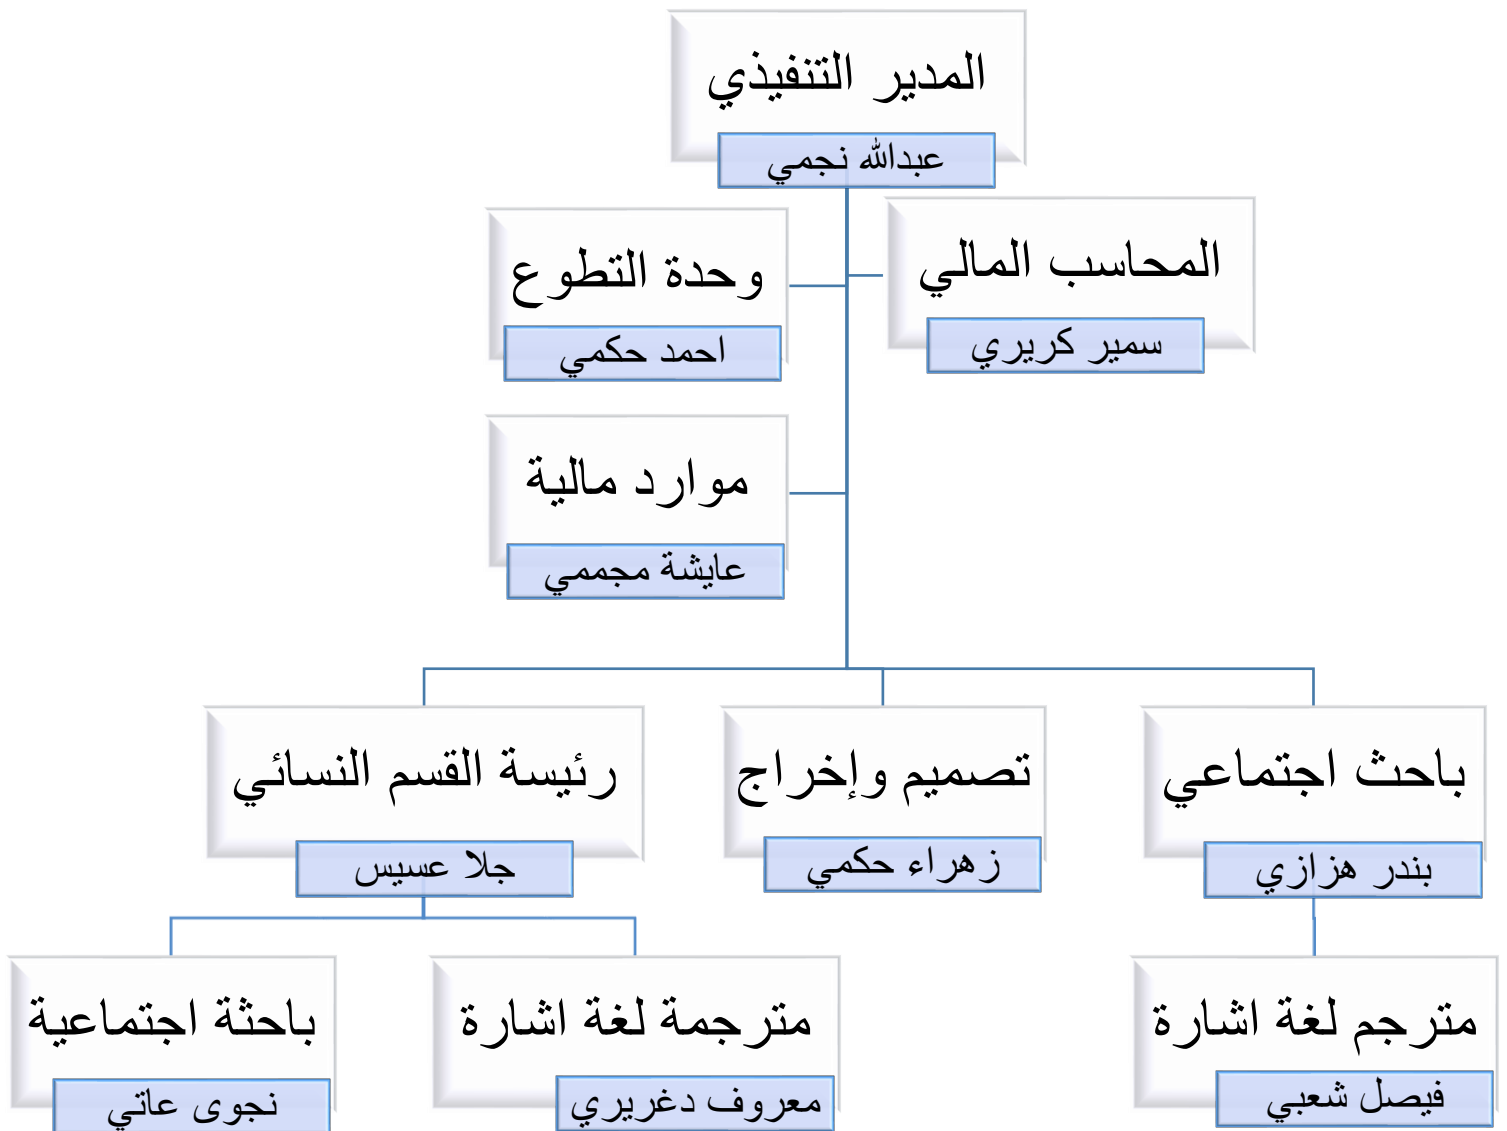 المدير التنفيذي
عبدالله نجمي
المحاسب المالي
سمير كريري
وحدة التطوع
احمد حكمي
موارد مالية
عايشة مجممي
باحث اجتماعي
بندر هزازي
تصميم وإخراج
زهراء حكمي
رئيسة القسم النسائي
جلا عسيس
مترجم لغة اشارة
فيصل شعبي
مترجمة لغة اشارة
معروف دغريري
باحثة اجتماعية
نجوى عاتي